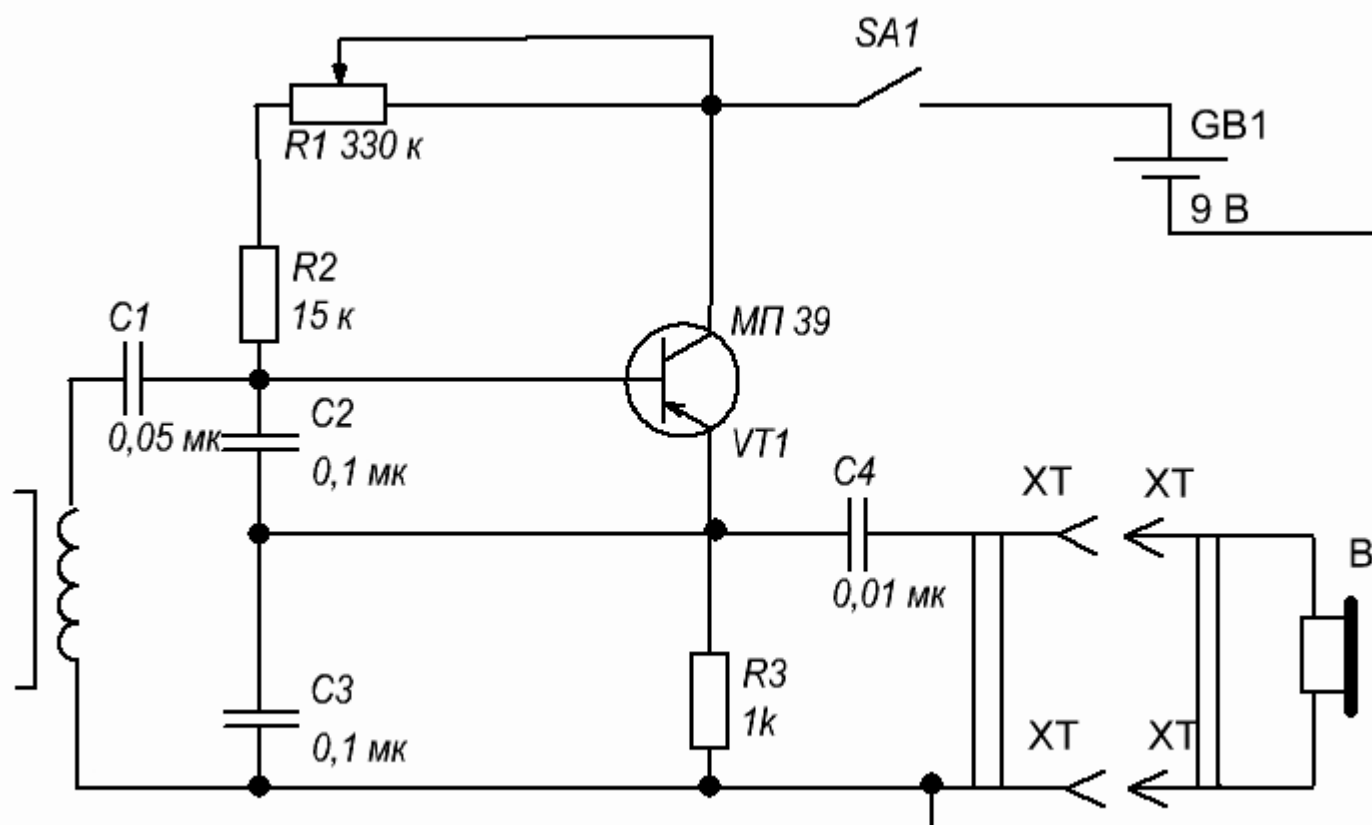 SA1
R1 330 к
GB1
9 В
R2
15 к
C1
0,05 мк
МП 39
VT1
C2
0,1 мк
C4
0,01 мк
XT
XT
B
C3
0,1 мк
R3
1k
XT
XT